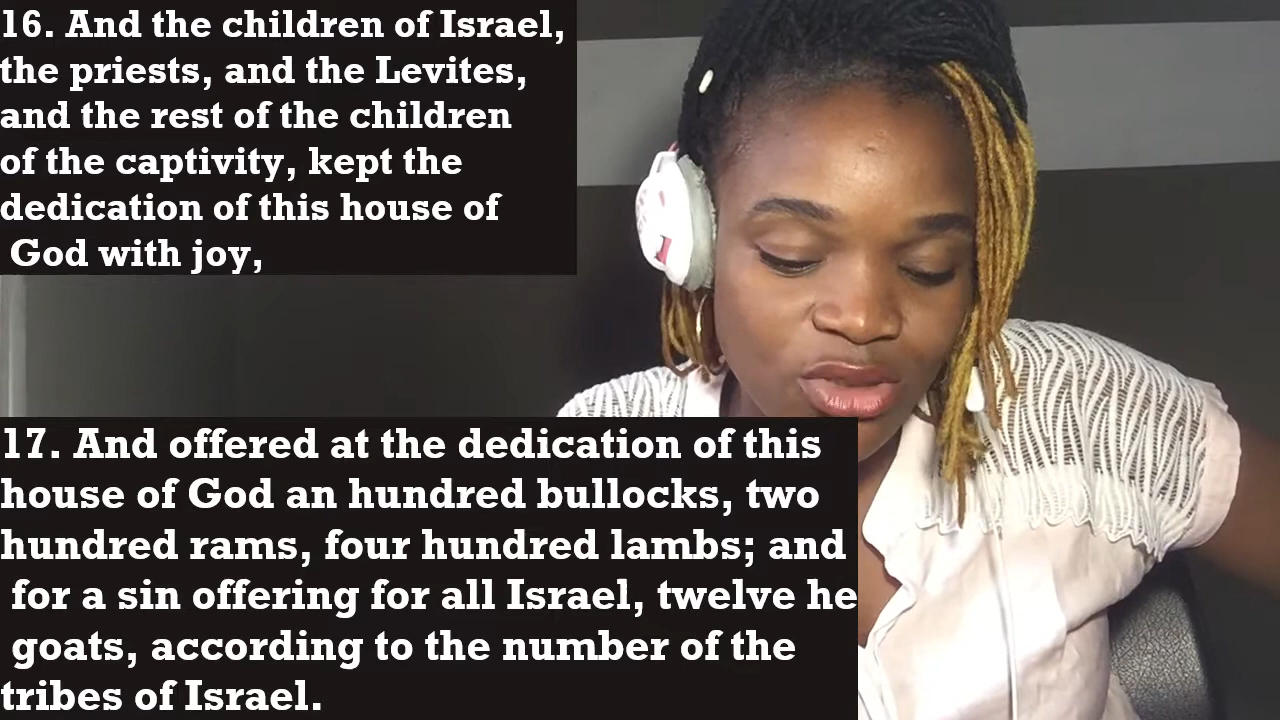 16. And the children of Israel,
the priests, and the Levites,
and the rest of the children
of the captivity, kept the
dedication of this house of
God with joy,
17. And offered at the dedication of this
house of God an hundred bullocks, two
hundred rams, four hundred lambs; and
for a sin offering for all Israel, twelve he
goats, according to the number of the
tribes of Israel.